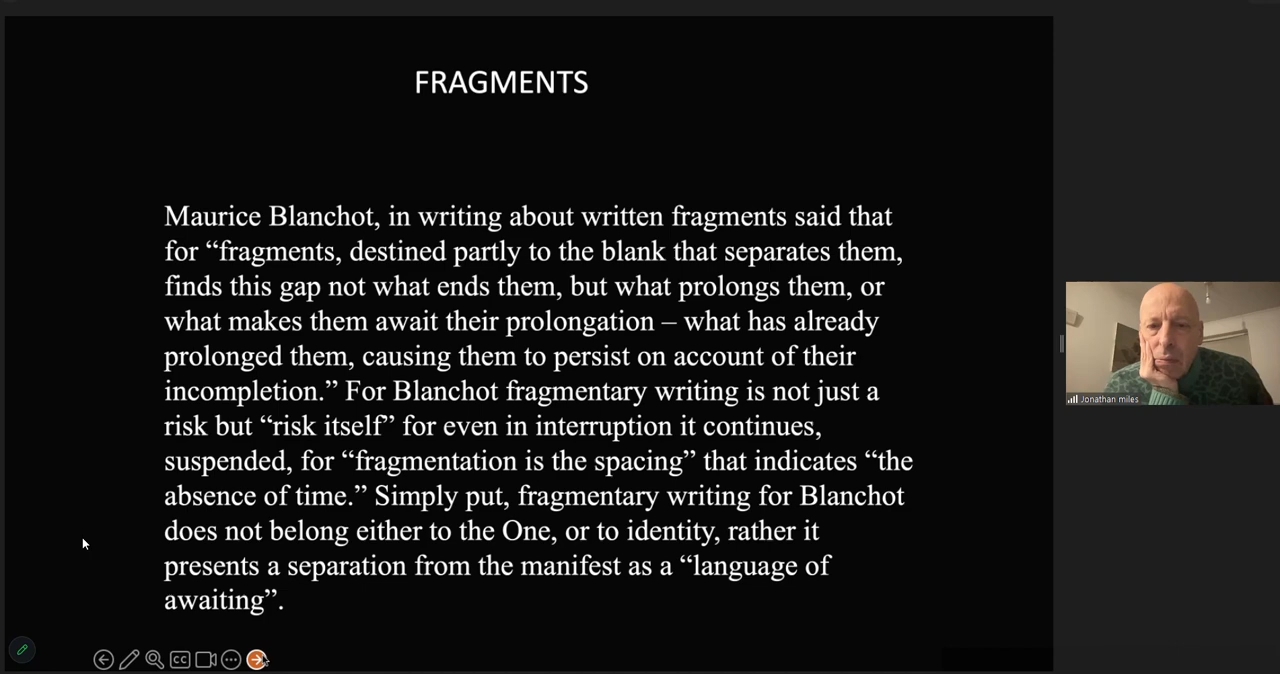 FRAGMENTS
Maurice Blanchot, in writing about written fragments said that
for “fragments, destined partly to the blank that separates them,
finds this gap not what ends them, but what prolongs them, or
what makes them await their prolongation – what has already
prolonged them, causing them to persist on account of their
incompletion.” For Blanchot fragmentary writing is not just a
risk but “risk itself” for even in interruption it continues,
suspended, for “fragmentation is the spacing” that indicates “the
absence of time.” Simply put, fragmentary writing for Blanchot
does not belong either to the One, or to identity, rather it
presents a separation from the manifest as a “language of
awaiting”.
Jonathan miles
CC